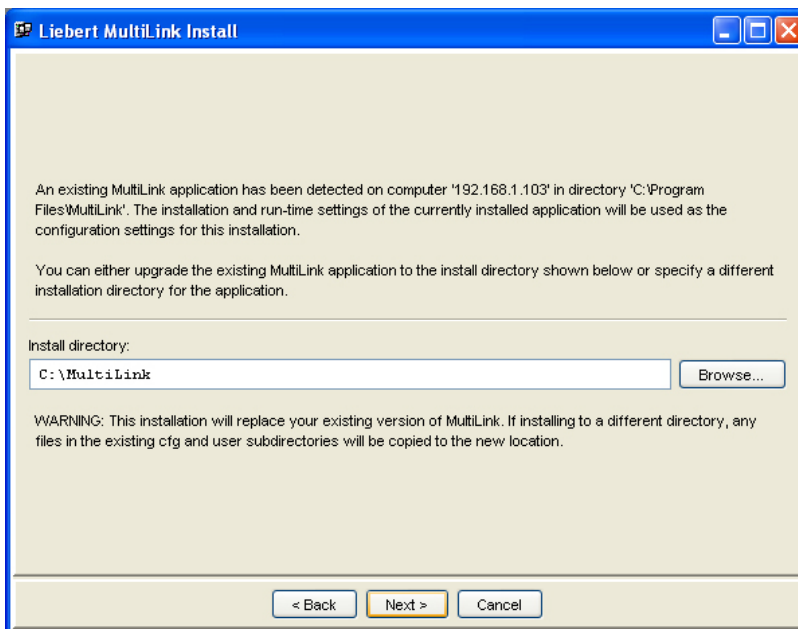 Liebert MultiLink Install
An existing MultiLink application has been detected on computer '192.168.1.103' in directory 'C:\Program
Files\MultiLink'. The installation and run-time settings of the currently installed application will be used as the
configuration settings for this installation.
You can either upgrade the existing MultiLink application to the install directory shown below or specify a different
installation directory for the application.
Install directory:
C:\MultiLink
Browse...
WARNING: This installation will replace your existing version of MultiLink. If installing to a different directory, any
files in the existing cfg and user subdirectories will be copied to the new location.
< Back Next > Cancel